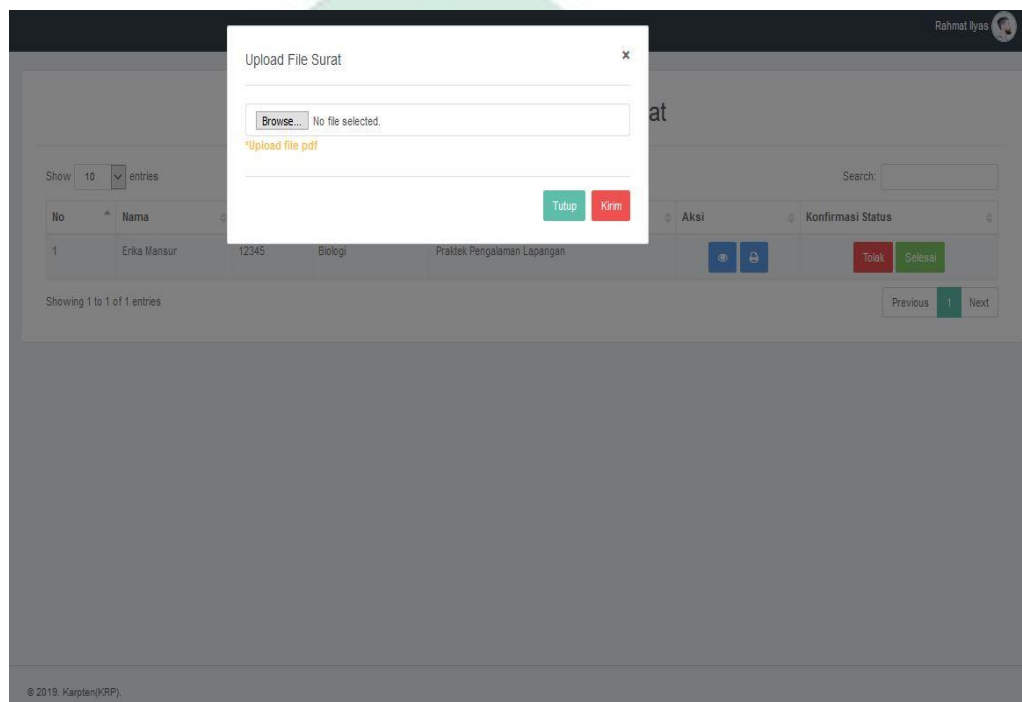 Rahmat Ilyas
Upload File Surat ×
at
Browse... No file selected.
*Upload file pdf
Show 10 entries Search:
Tutup Kirim
No Nama Aksi Konfirmasi Status
1 Erika Mansur 12345 Biologi Praktek Pengalaman Lapangan Tolak Selesai
Showing 1 to 1 of 1 entries Previous 1 Next
© 2019. Karpten(KRP).